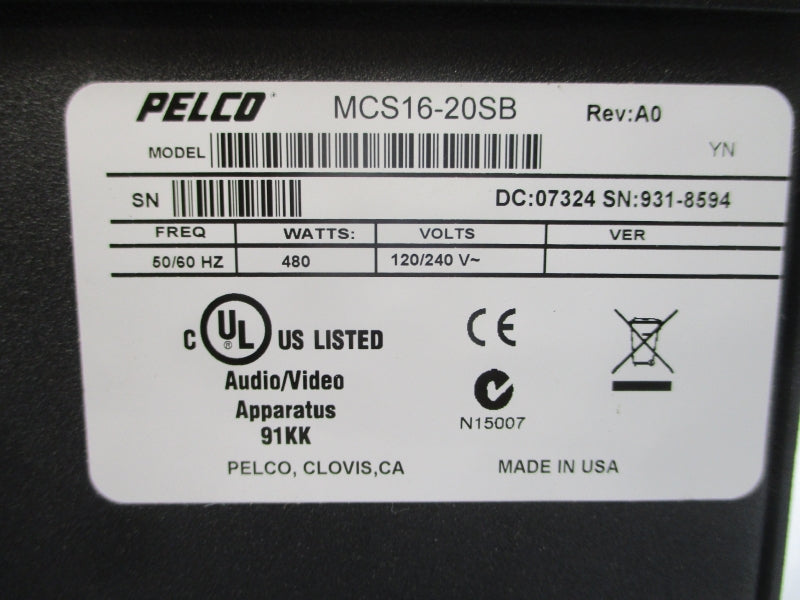 PELCO MCS16-20SB Rev:A0
MODEL YN
SN DC:07324 SN:931-8594
FREQ WATTS: VOLTS VER
50/60 HZ 480 120/240 V~
C UL ® US LISTED
CE
Audio/Video
Apparatus
N15007
91KK
PELCO, CLOVIS,CA MADE IN USA